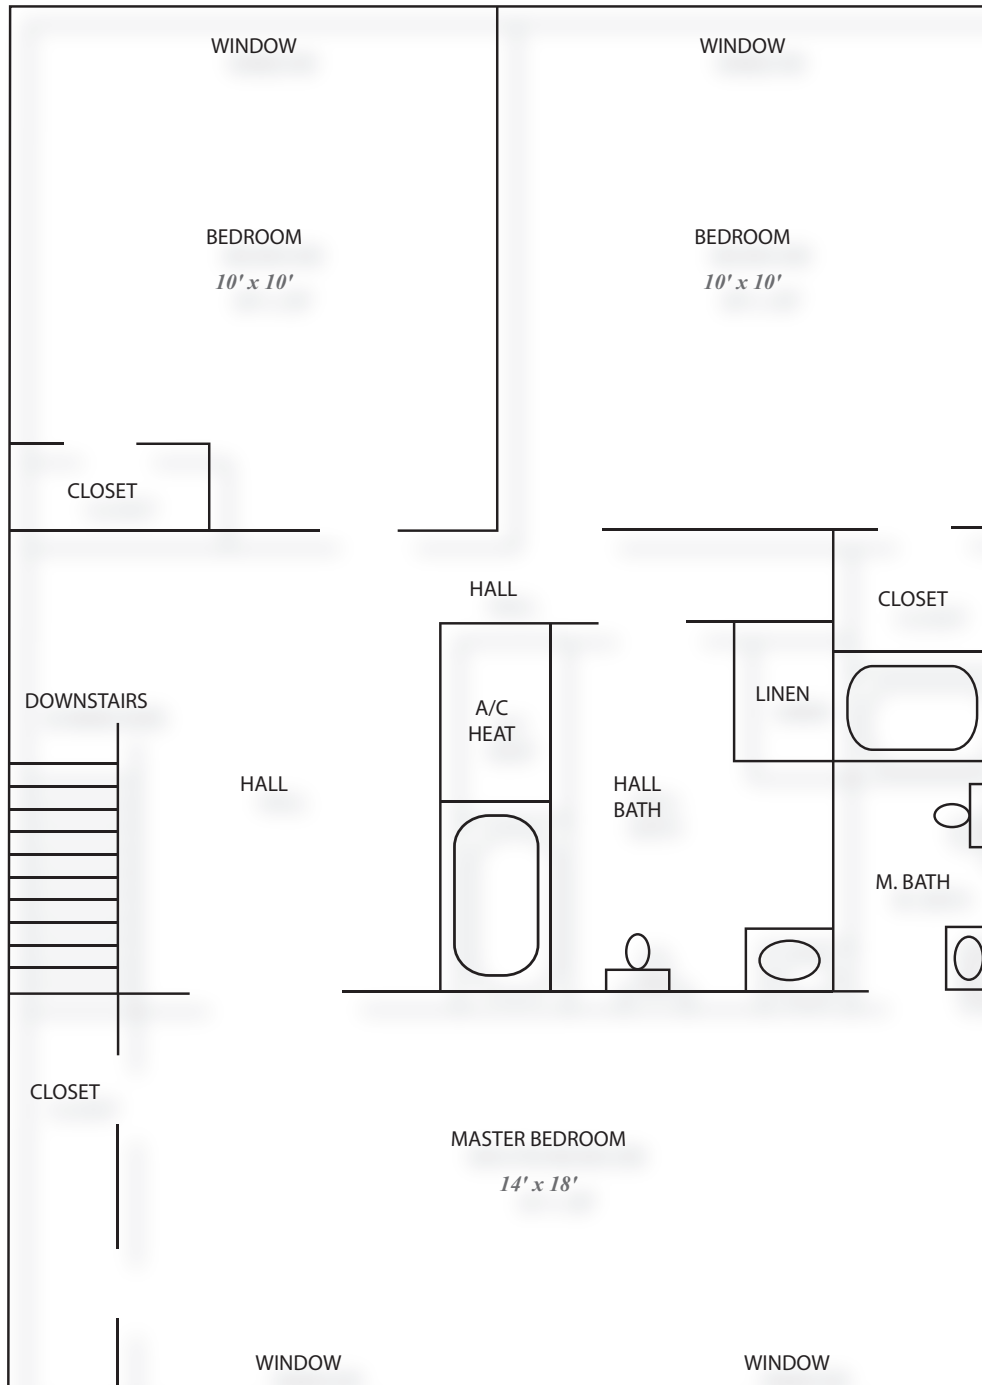 WINDOW
WINDOW
BEDROOM
10' x 10'
BEDROOM
10' x 10'
CLOSET
HALL
CLOSET
DOWNSTAIRS
A/C
HEAT
LINEN
HALL
HALL
BATH
M. BATH
CLOSET
MASTER BEDROOM
14' x 18'
WINDOW
WINDOW